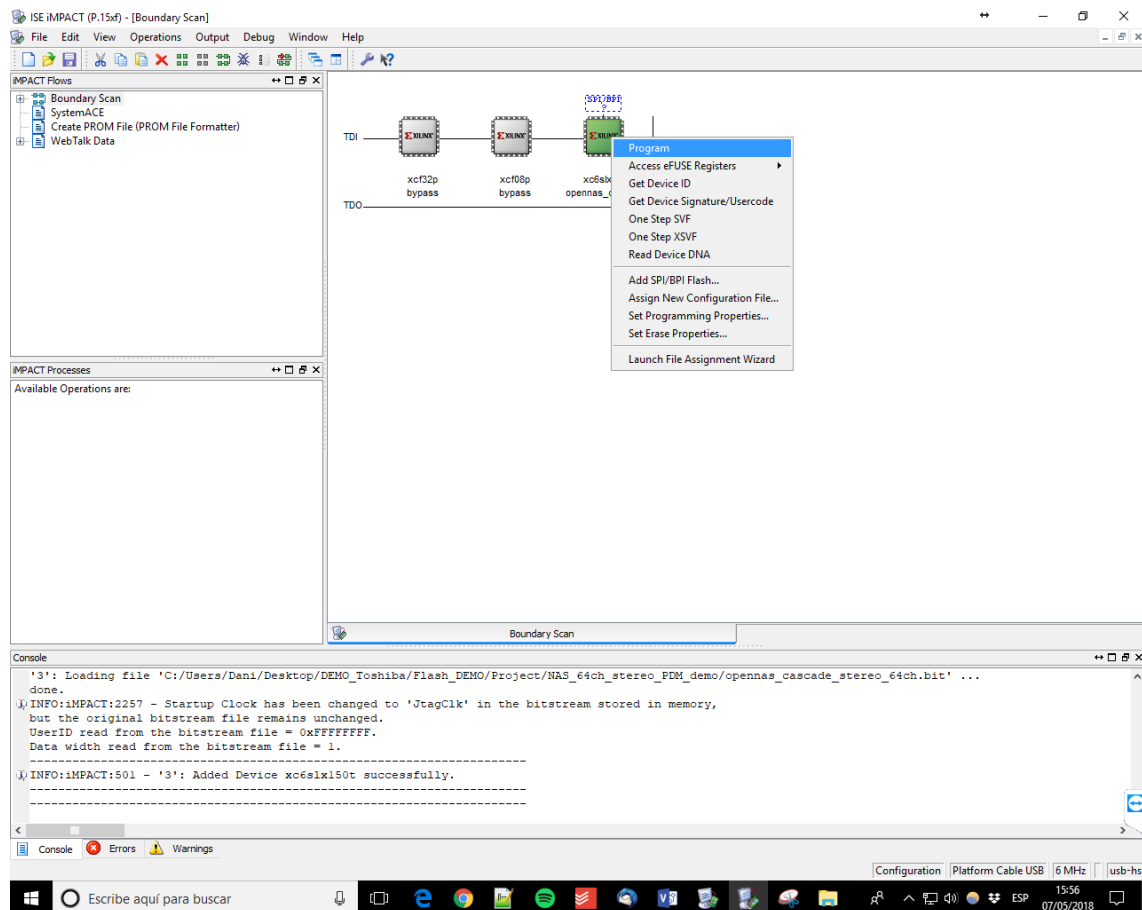 ISE iMPACT (P.15xf) - [Boundary Scan]
File Edit View Operations Output Debug Window Help
iMPACT Flows
Boundary Scan
SystemACE
Create PROM File (PROM File Formatter)
WebTalk Data
SPI/BPI
?
TDI
XILINX XILINX
xcf32p xcf08p
bypass bypass
TDO
Program
Access eFUSE Registers
Get Device ID
Get Device Signature/Usercode
One Step SVF
One Step XSVF
Read Device DNA
Add SPI/BPI Flash...
Assign New Configuration File...
Set Programming Properties...
Set Erase Properties...
Launch File Assignment Wizard
iMPACT Processes
Available Operations are:
Boundary Scan
Console
'3': Loading file 'C:/Users/Dani/Desktop/DEMO_Toshiba/Flash_DEMO/Project/NAS_64ch_stereo_PDM_demo/opennas_cascade_stereo_64ch.bit' ...
done.
INFO:iMPACT:2257 - Startup Clock has been changed to 'JtagClk' in the bitstream stored in memory,
but the original bitstream file remains unchanged.
UserID read from the bitstream file = 0xFFFFFFFF.
Data width read from the bitstream file = 1.
----------------------------------------------------------------------
INFO:iMPACT:501 - '3': Added Device xc6slx150t successfully.
----------------------------------------------------------------------
----------------------------------------------------------------------
Console Errors Warnings
Configuration Platform Cable USB 6 MHz usb-hs
Escribe aquí para buscar
ESP
15:56
07/05/2018